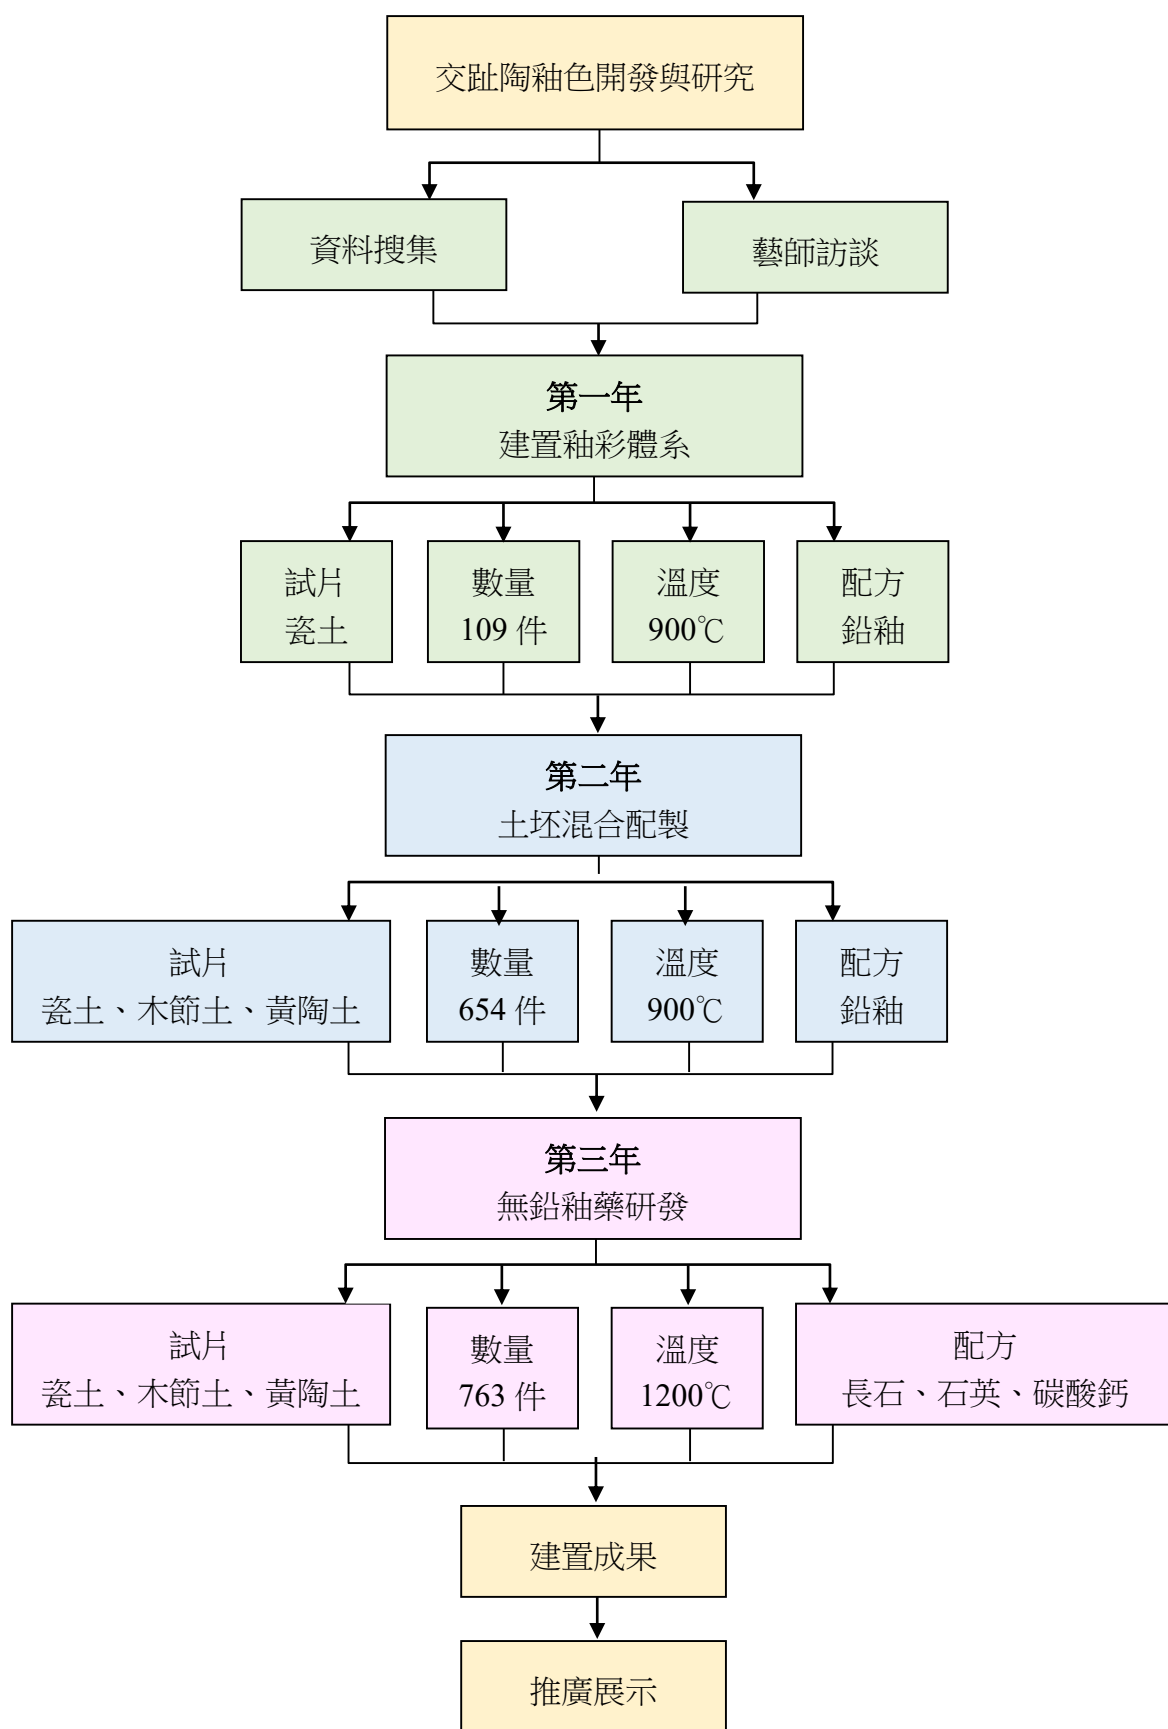 交趾陶釉色開發與研究
資料搜集
藝師訪談
第一年
建置釉彩體系
試片
瓷土
數量
109 件
溫度
900℃
配方
鉛釉
第二年
土坯混合配製
試片
瓷土、木節土、黃陶土
數量
654 件
溫度
900℃
配方
鉛釉
第三年
無鉛釉藥研發
試片
瓷土、木節土、黃陶土
數量
763 件
溫度
1200℃
配方
長石、石英、碳酸鈣
建置成果
推廣展示